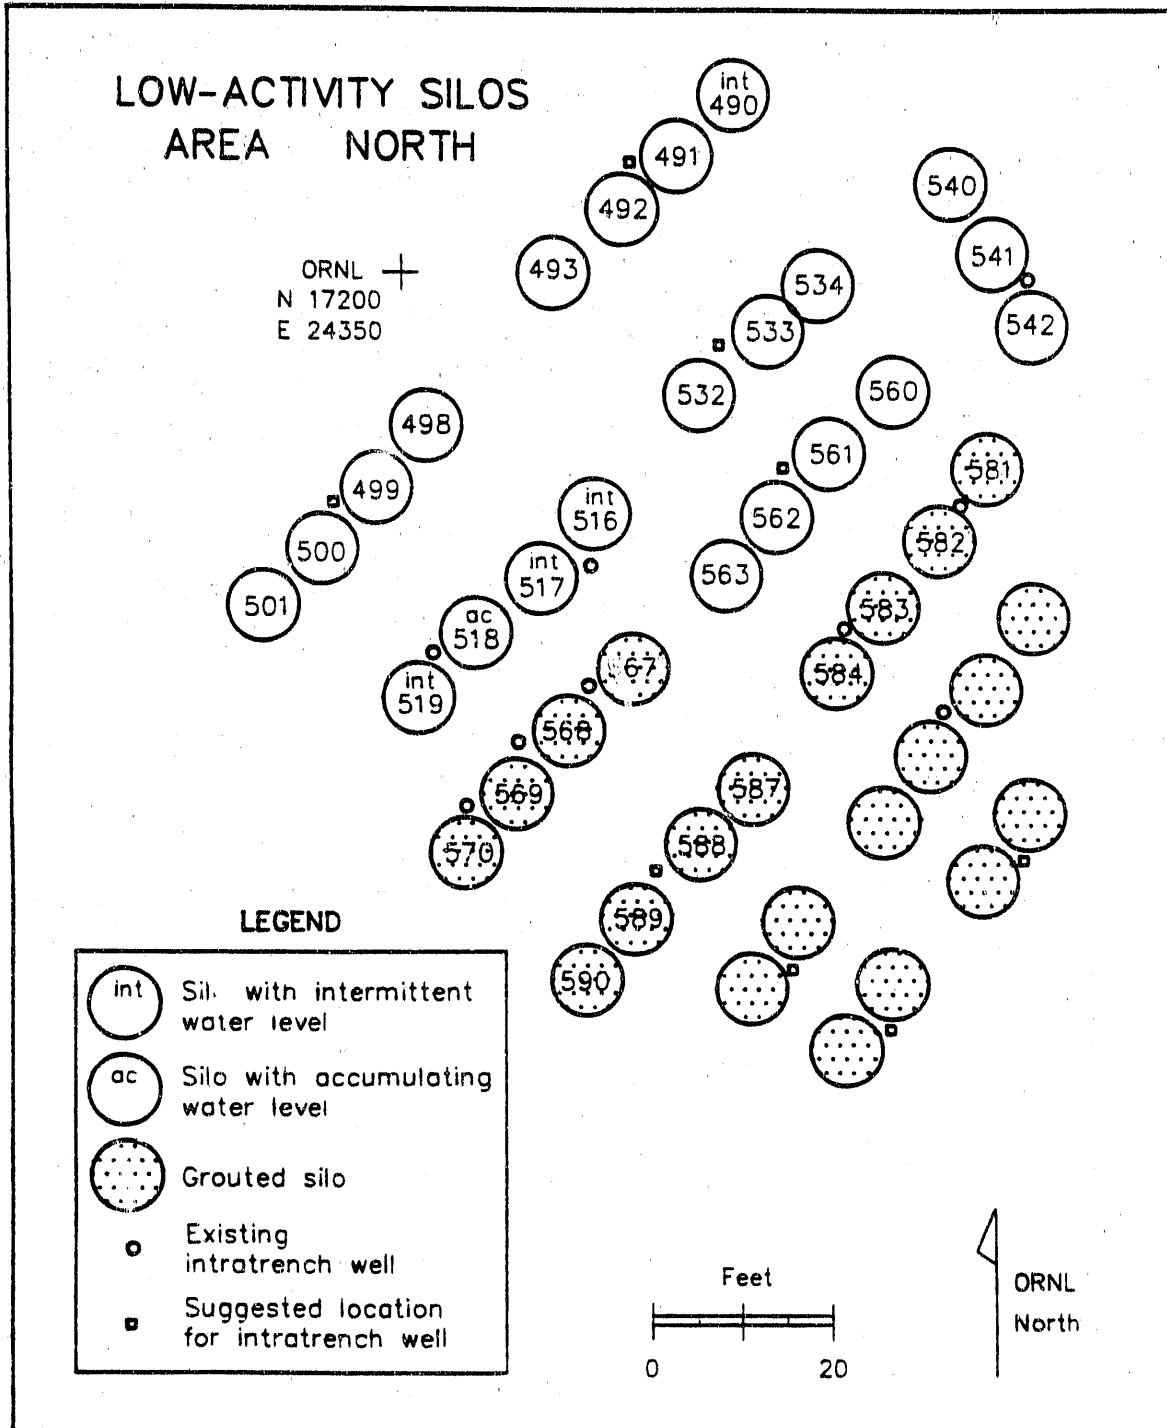 LOW-ACTIVITY SILOS
AREA NORTH
int
490
491
492
493
540
541
542
ORNL
N 17200
E 24350
534
533
532
560
561
562
563
498
499
500
501
int
516
int
517
ac
518
int
519
581
582
583
584
67
568
569
570
587
588
589
590
LEGEND
int
Sil. with intermittent
water level
ac
Silo with accumulating
water level
Grouted silo
Existing
intratrench well
Suggested location
for intratrench well
Feet
0 20
ORNL
North